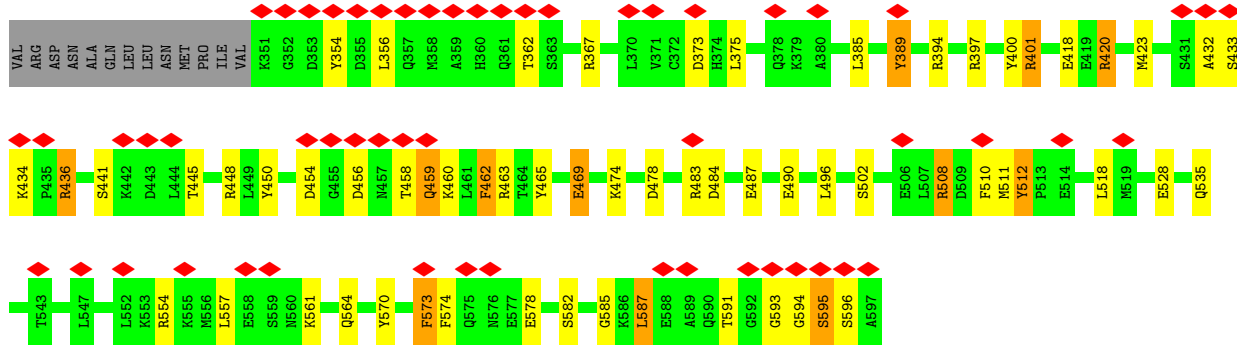 VAL ARG ASP ASN ALA GLN LEU LEU ASN MET PRO ILE VAL K351 G352 D353 Y354 D355 L356 Q357 M358 A359 H360 Q361 T362 S363 R367 L370 V371 C372 D373 H374 L375 Q378 K379 A380 L385 Y389 R394 R397 Y400 R401 E418 E419 R420 M423 S431 A432 S433
K434 P435 R436 S441 K442 D443 L444 T445 R448 L449 Y450 D454 G455 D456 N457 T458 Q459 K460 L461 F462 R463 T464 Y465 E469 K474 D478 R483 D484 E487 E490 L496 S502 E506 L507 R508 D509 F510 M511 Y512 P513 E514 L518 M519 E528 Q535
T543 L547 L552 K553 R554 K555 M556 L557 E558 S559 N560 K561 Q564 Y570 F573 F574 Q575 N576 E577 E578 S582 G585 K586 L587 E588 A589 Q590 T591 G592 G593 G594 S595 S596 A597